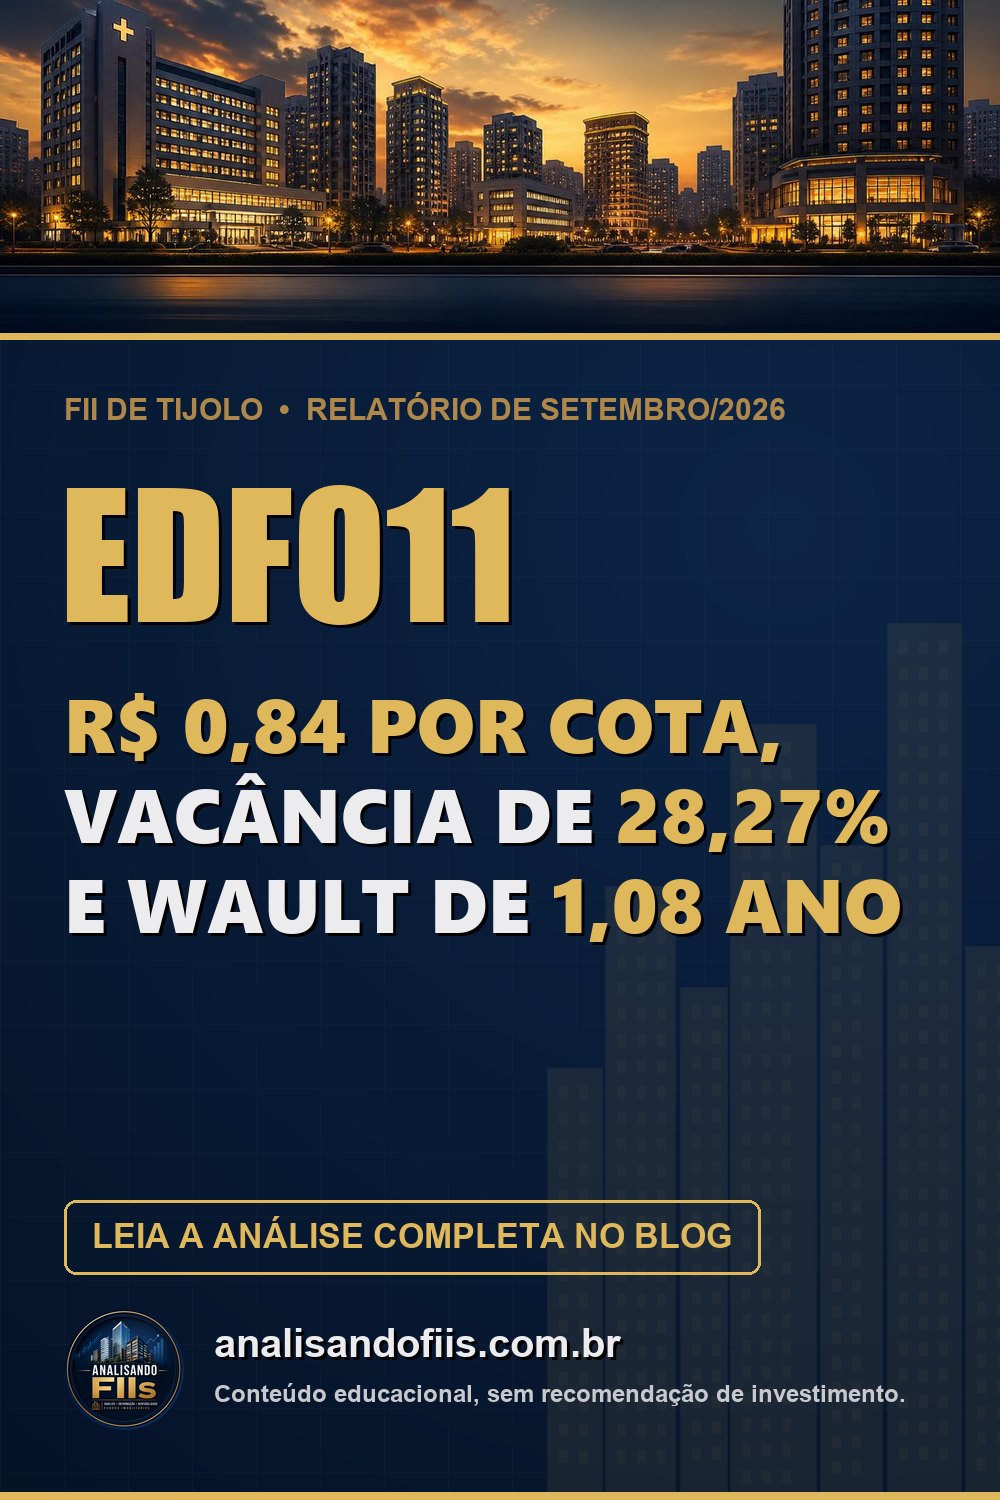 FII DE TIJOLO • RELATÓRIO DE SETEMBRO/2026
EDFO11
R$ 0,84 POR COTA,
VACÂNCIA DE 28,27%
E WAULT DE 1,08 ANO
LEIA A ANÁLISE COMPLETA NO BLOG
ANALISANDO
FIIs
analisandofiis.com.br
Conteúdo educacional, sem recomendação de investimento.